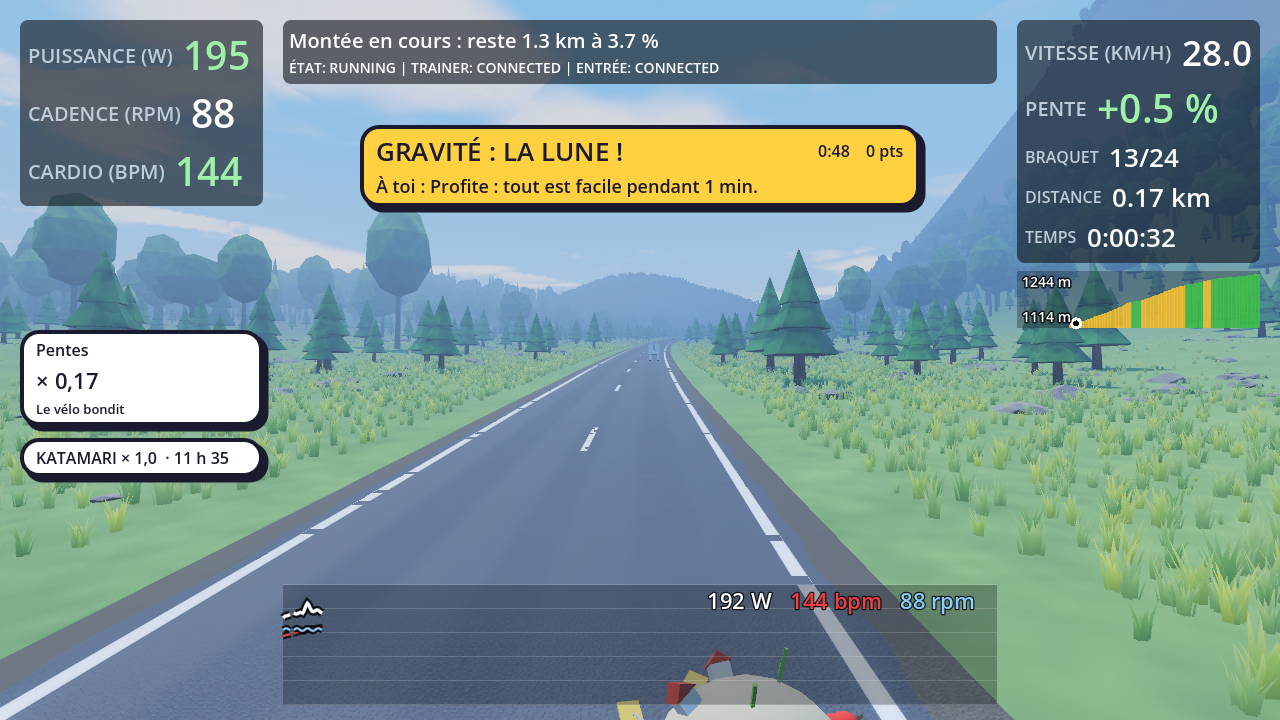 PUISSANCE (W) 195
CADENCE (RPM) 88
CARDIO (BPM) 144
Montée en cours : reste 1.3 km à 3.7 %
ÉTAT: RUNNING | TRAINER: CONNECTED | ENTRÉE: CONNECTED
VITESSE (KM/H) 28.0
PENTE +0.5 %
BRAQUET 13/24
DISTANCE 0.17 km
TEMPS 0:00:32
1244 m
1114 m
GRAVITÉ : LA LUNE ! 0:48 0 pts
À toi : Profite : tout est facile pendant 1 min.
Pentes
× 0,17
Le vélo bondit
KATAMARI × 1,0 · 11 h 35
192 W 144 bpm 88 rpm